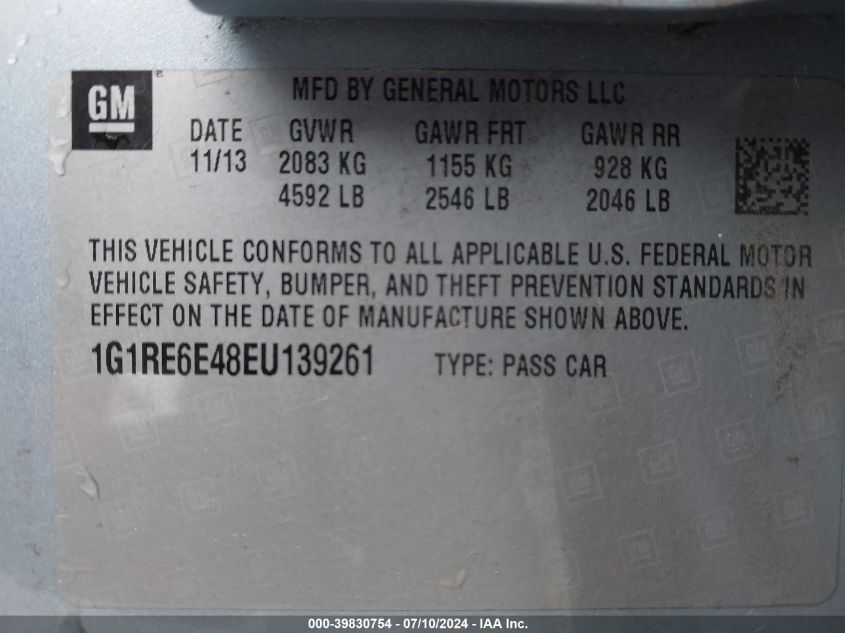 GM
MFD BY GENERAL MOTORS LLC
DATE GVWR GAWR FRT GAWR RR
11/13 2083 KG 1155 KG 928 KG
4592 LB 2546 LB 2046 LB
THIS VEHICLE CONFORMS TO ALL APPLICABLE U.S. FEDERAL MOTOR
VEHICLE SAFETY, BUMPER, AND THEFT PREVENTION STANDARDS IN
EFFECT ON THE DATE OF MANUFACTURE SHOWN ABOVE.
1G1RE6E48EU139261 TYPE: PASS CAR
000-39830754 - 07/10/2024 - IAA Inc.